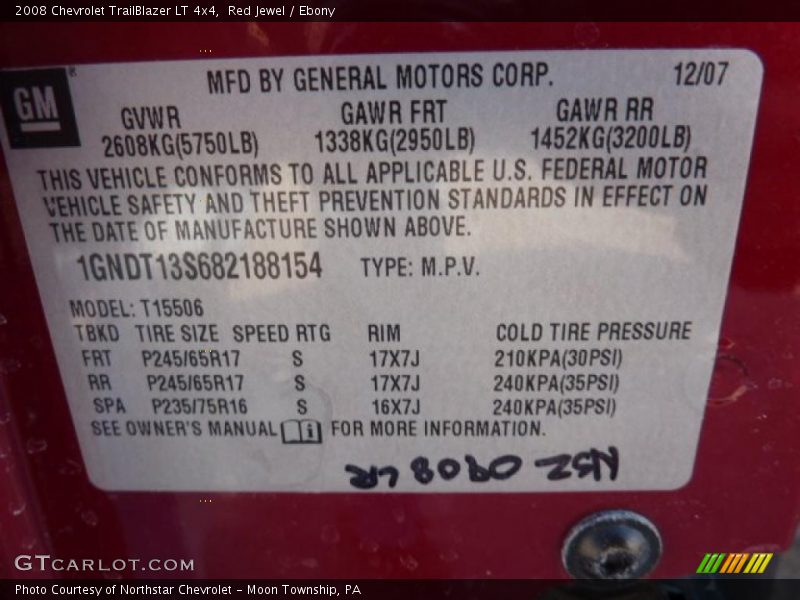 2008 Chevrolet TrailBlazer LT 4x4,  Red Jewel / Ebony
GM
MFD BY GENERAL MOTORS CORP. 12/07
GVWR GAWR FRT GAWR RR
2608KG(5750LB) 1338KG(2950LB) 1452KG(3200LB)
THIS VEHICLE CONFORMS TO ALL APPLICABLE U.S. FEDERAL MOTOR
VEHICLE SAFETY AND THEFT PREVENTION STANDARDS IN EFFECT ON
THE DATE OF MANUFACTURE SHOWN ABOVE.
1GNDT13S682188154 TYPE: M.P.V.
MODEL: T15506
TBKD TIRE SIZE SPEED RTG RIM COLD TIRE PRESSURE
FRT P245/65R17 S 17X7J 210KPA(30PSI)
RR P245/65R17 S 17X7J 240KPA(35PSI)
SPA P235/75R16 S 16X7J 240KPA(35PSI)
SEE OWNER'S MANUAL FOR MORE INFORMATION.
GTCARLOT.COM
Photo Courtesy of Northstar Chevrolet - Moon Township, PA